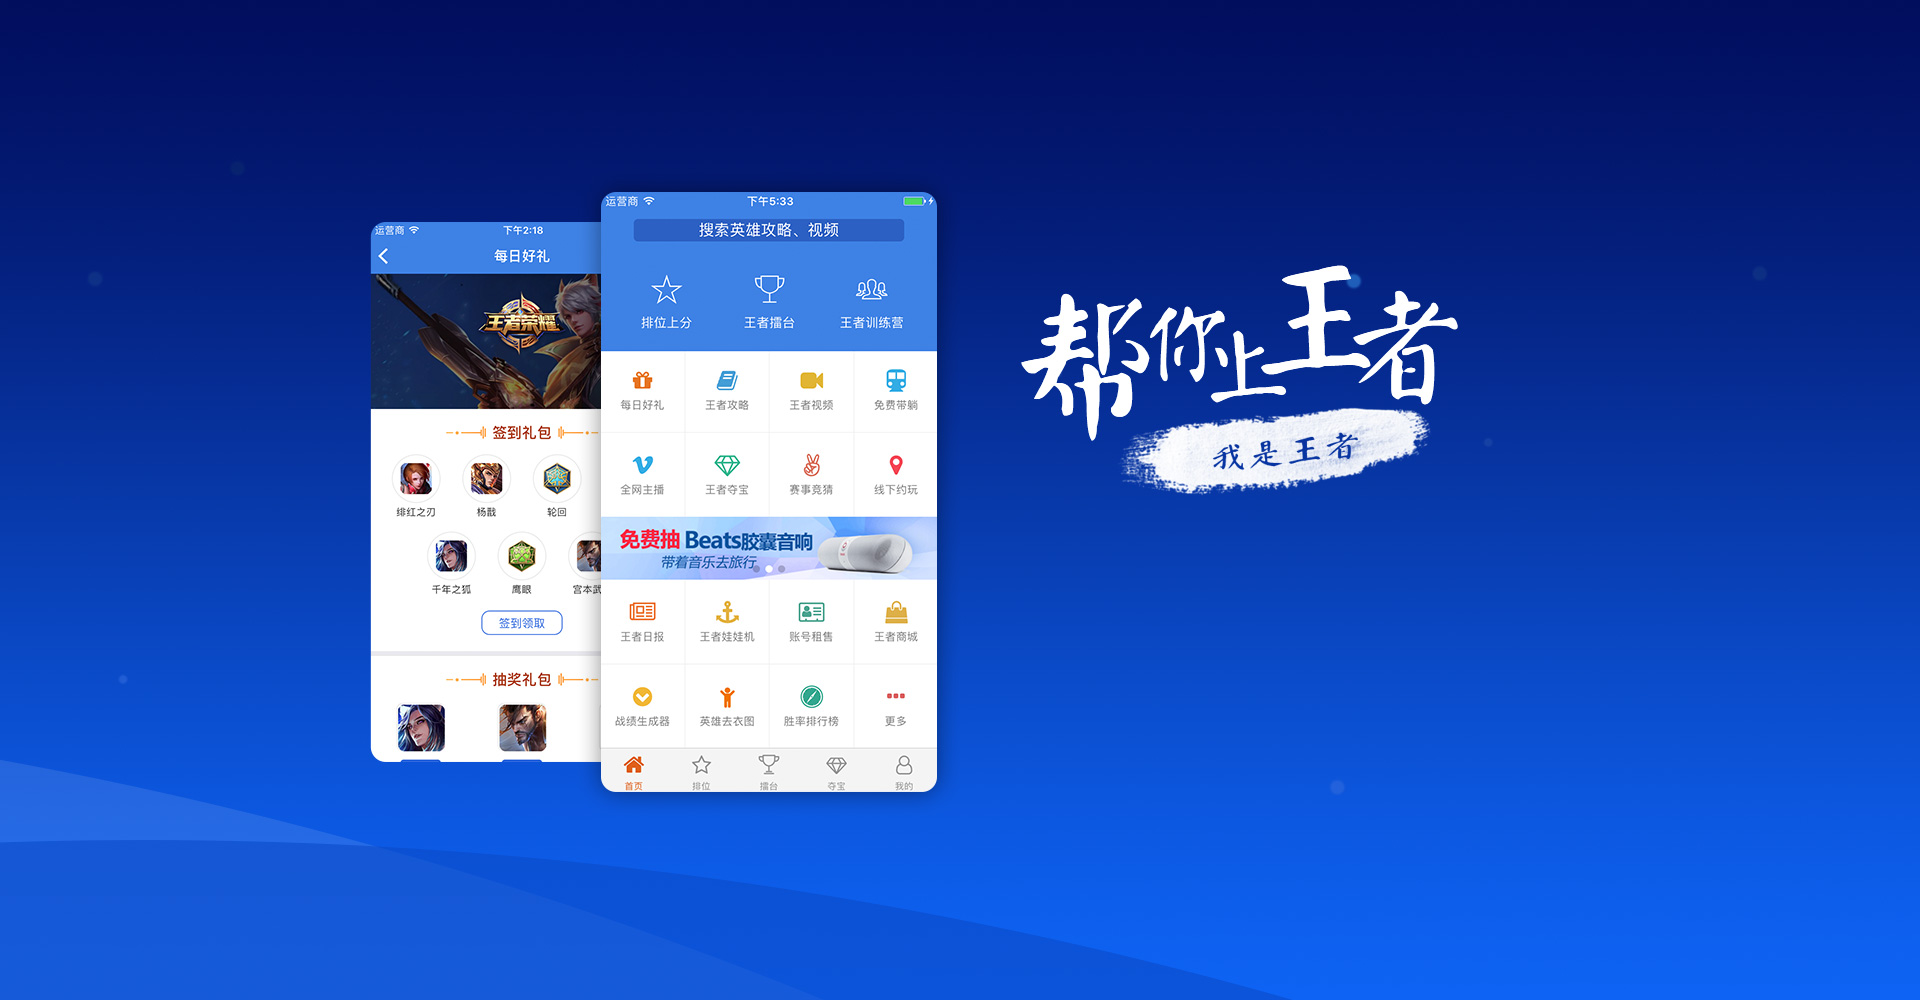 运营商 下午2:18
每日好礼
王者荣耀
签到礼包
绯红之刃 杨戬 轮回
千年之狐 鹰眼 宫本武
签到领取
抽奖礼包
运营商 下午5:33
搜索英雄攻略、视频
排位上分 王者擂台 王者训练营
每日好礼 王者攻略 王者视频 免费带躺
全网主播 王者夺宝 赛事竞猜 线下约玩
免费抽 Beats胶囊音响
带着音乐去旅行
王者日报 王者娃娃机 账号租售 王者商城
战绩生成器 英雄去衣图 胜率排行榜 更多
首页 排位 擂台 夺宝 我的
帮你上王者
我是王者